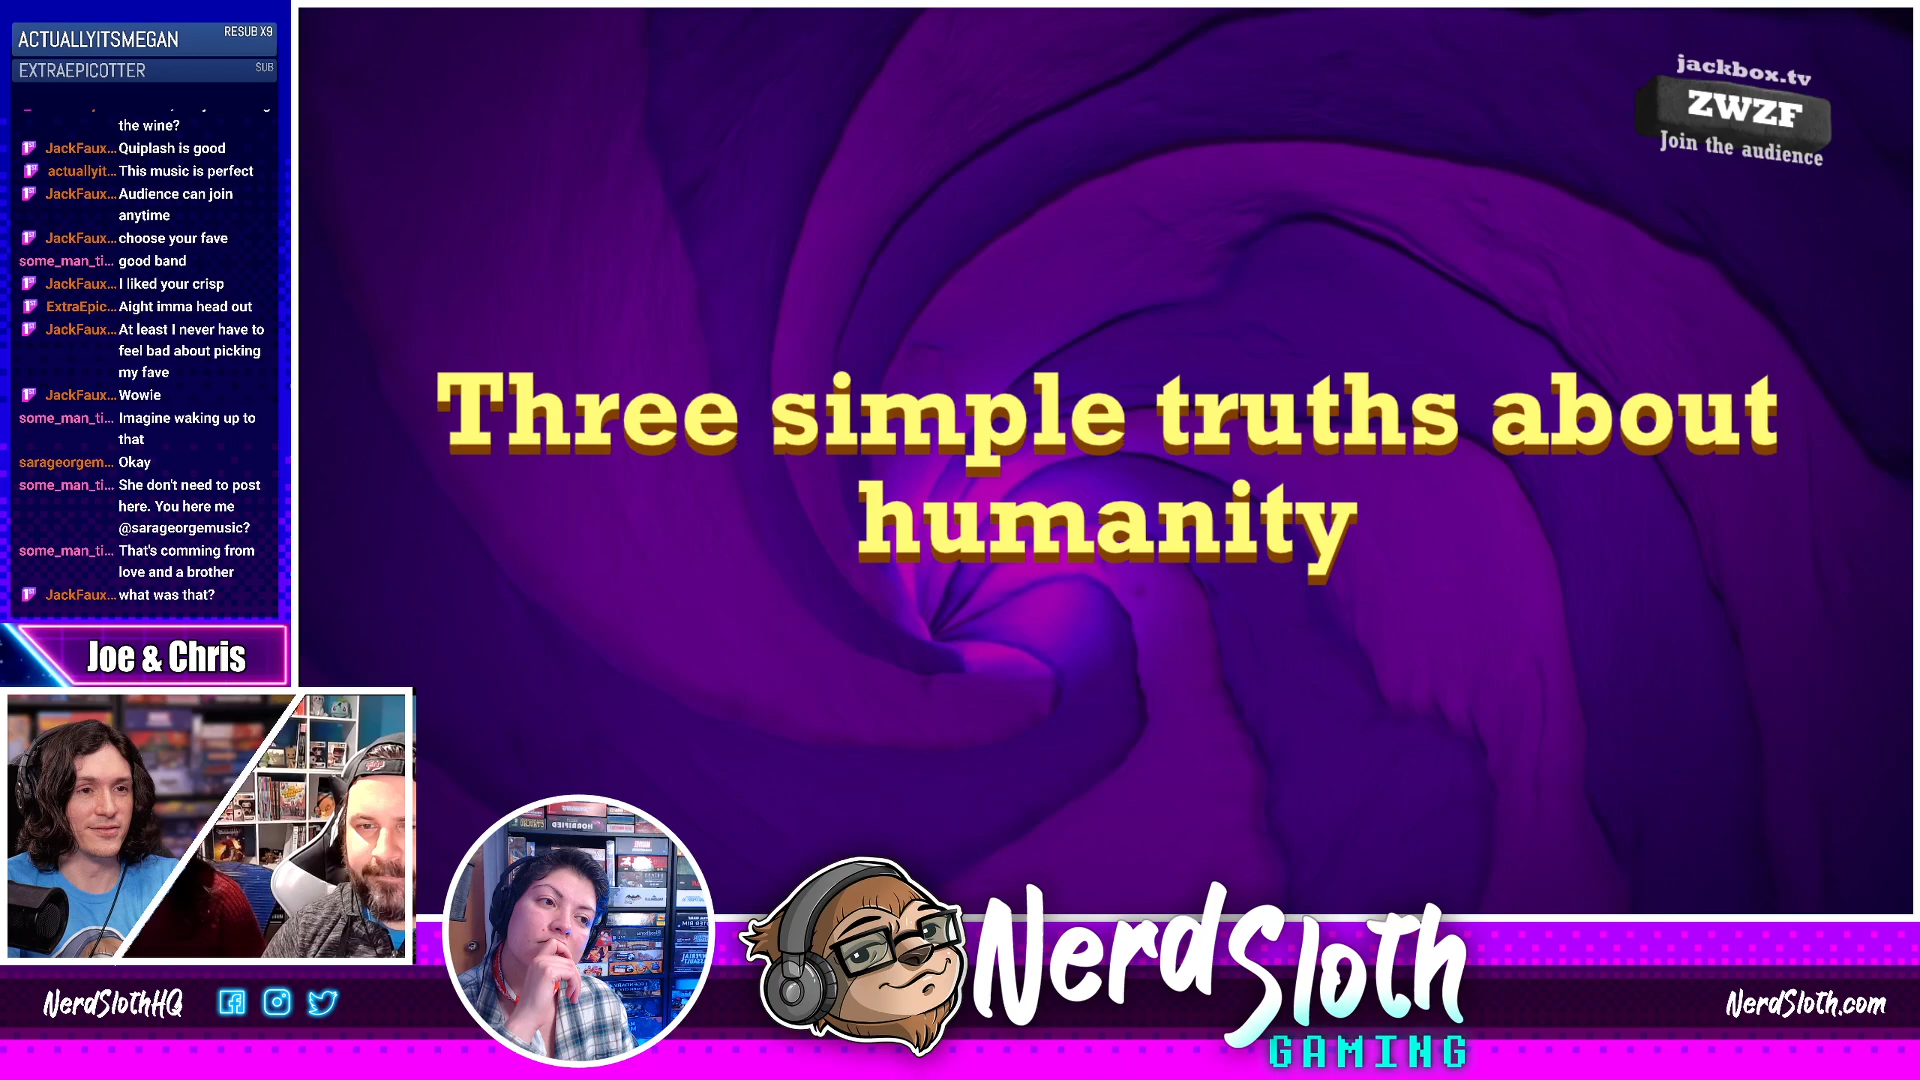 ACTUALLYITSMEGAN RESUB X9
EXTRAEPICOTTER SUB
the wine?
JackFaux... Quiplash is good
actuallyit... This music is perfect
JackFaux... Audience can join
anytime
JackFaux... choose your fave
some_man_ti... good band
JackFaux... I liked your crisp
ExtraEpic... Aight imma head out
JackFaux... At least I never have to
feel bad about picking
my fave
JackFaux... Wowie
some_man_ti... Imagine waking up to
that
sarageorgem... Okay
some_man_ti... She don't need to post
here. You here me
@sarageorgemusic?
some_man_ti... That's comming from
love and a brother
JackFaux... what was that?
Joe & Chris
jackbox.tv
ZWZF
Join the audience
Three simple truths about
humanity
HORRIFIED
NerdSlothHQ
NerdSloth
GAMING
NerdSloth.com